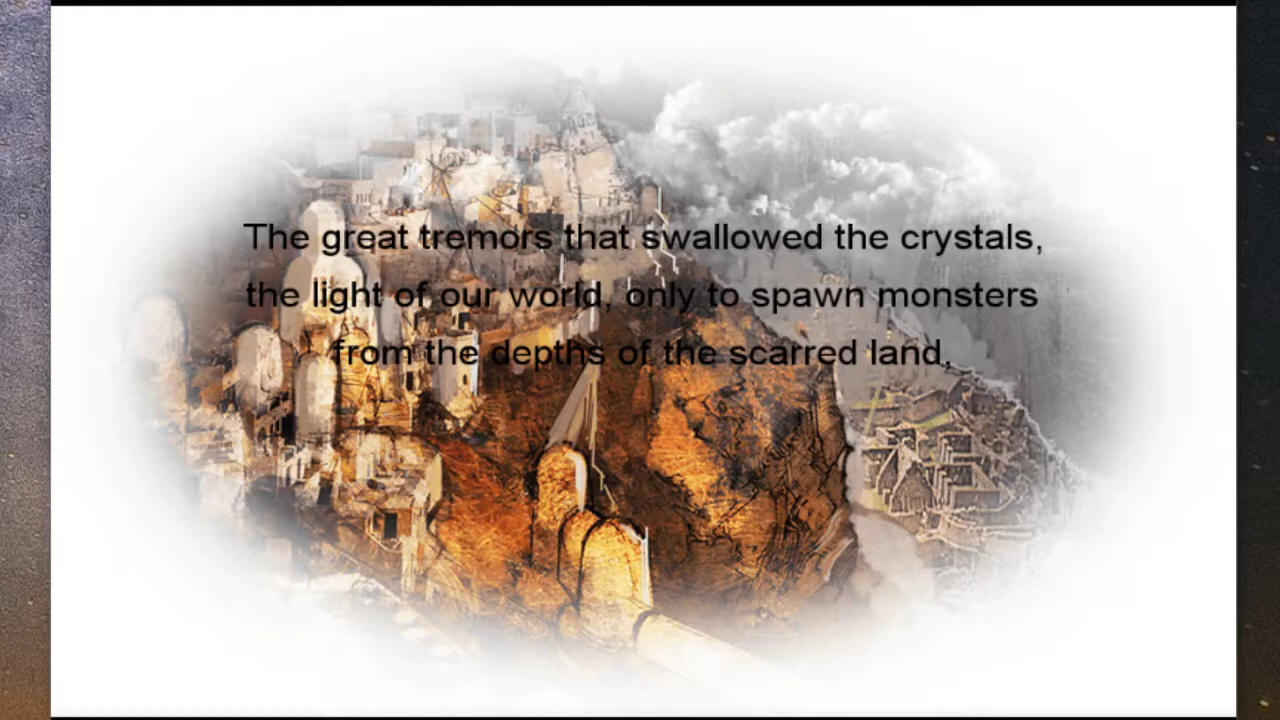 The great tremors that swallowed the crystals,
the light of our world, only to spawn monsters
from the depths of the scarred land,